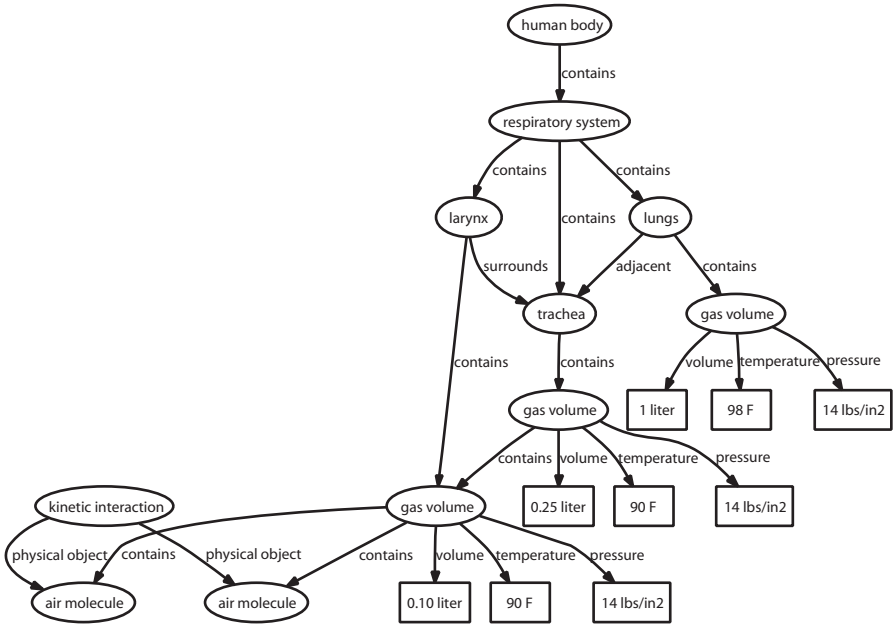 human body
contains
respiratory system
contains
contains
larynx
contains
lungs
surrounds
adjacent
contains
trachea
gas volume
contains
contains
volume
temperature
pressure
gas volume
1 liter
98 F
14 lbs/in2
contains
volume
temperature
pressure
kinetic interaction
gas volume
0.25 liter
90 F
14 lbs/in2
physical object
contains
physical object
contains
volume
temperature
pressure
air molecule
air molecule
0.10 liter
90 F
14 lbs/in2